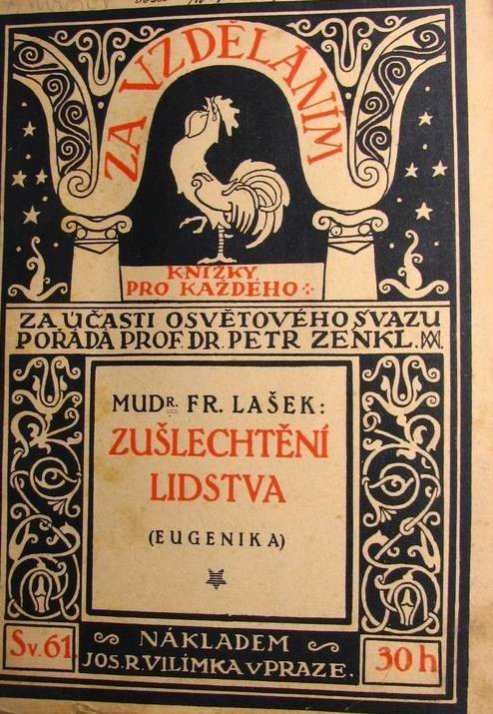 ZA VZDĚLÁNÍM
KNÍŽKY
PRO KAŽDÉHO
ZA ÚČASTI OSVĚTOVÉHO SVAZU
POŘÁDÁ PROF. DR. PETR ZENKL.
MUDR. FR. LAŠEK:
ZUŠLECHTĚNÍ
LIDSTVA
(EUGENIKA)
Sv. 61
NÁKLADEM
JOS. R. VILÍMKA V PRAZE.
30 h